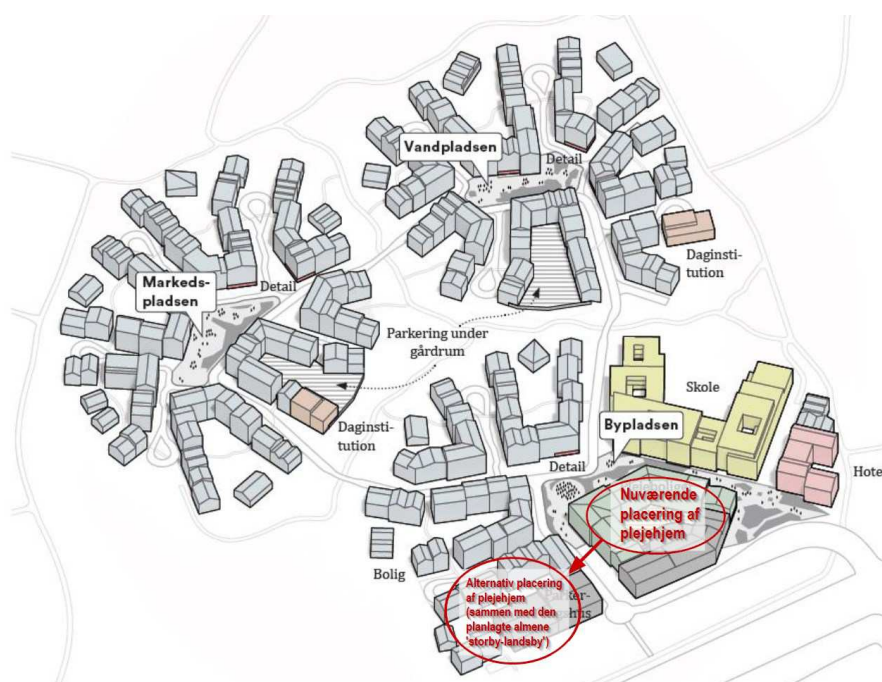 Vandpladsen
Detail
Daginsti-
tution
Markeds-
pladsen
Detail
Parkering under
gårdrum
Daginsti-
tution
Skole
Bypladsen
Detail
Hotel
Nuværende
placering af
plejehjem
Bolig
Alternativ placering
af plejehjem
(sammen med den
planlagte almene
'storby-landsby')